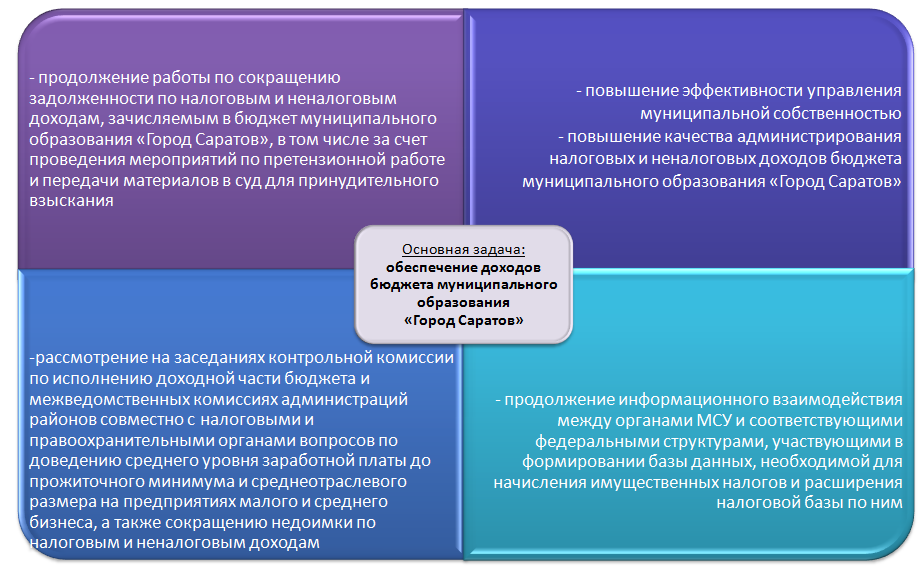 - продолжение работы по сокращению
задолженности по налоговым и неналоговым
доходам, зачисляемым в бюджет муниципального
образования «Город Саратов», в том числе за счет
проведения мероприятий по претензионной работе
и передачи материалов в суд для принудительного
взыскания
- повышение эффективности управления
муниципальной собственностью
- повышение качества администрирования
налоговых и неналоговых доходов бюджета
муниципального образования «Город Саратов»
Основная задача:
обеспечение доходов
бюджета муниципального
образования
«Город Саратов»
-рассмотрение на заседаниях контрольной комиссии
по исполнению доходной части бюджета и
межведомственных комиссиях администраций
районов совместно с налоговыми и
правоохранительными органами вопросов по
доведению среднего уровня заработной платы до
прожиточного минимума и среднеотраслевого
размера на предприятиях малого и среднего
бизнеса, а также сокращению недоимки по
налоговым и неналоговым доходам
- продолжение информационного взаимодействия
между органами МСУ и соответствующими
федеральными структурами, участвующими в
формировании базы данных, необходимой для
начисления имущественных налогов и расширения
налоговой базы по ним